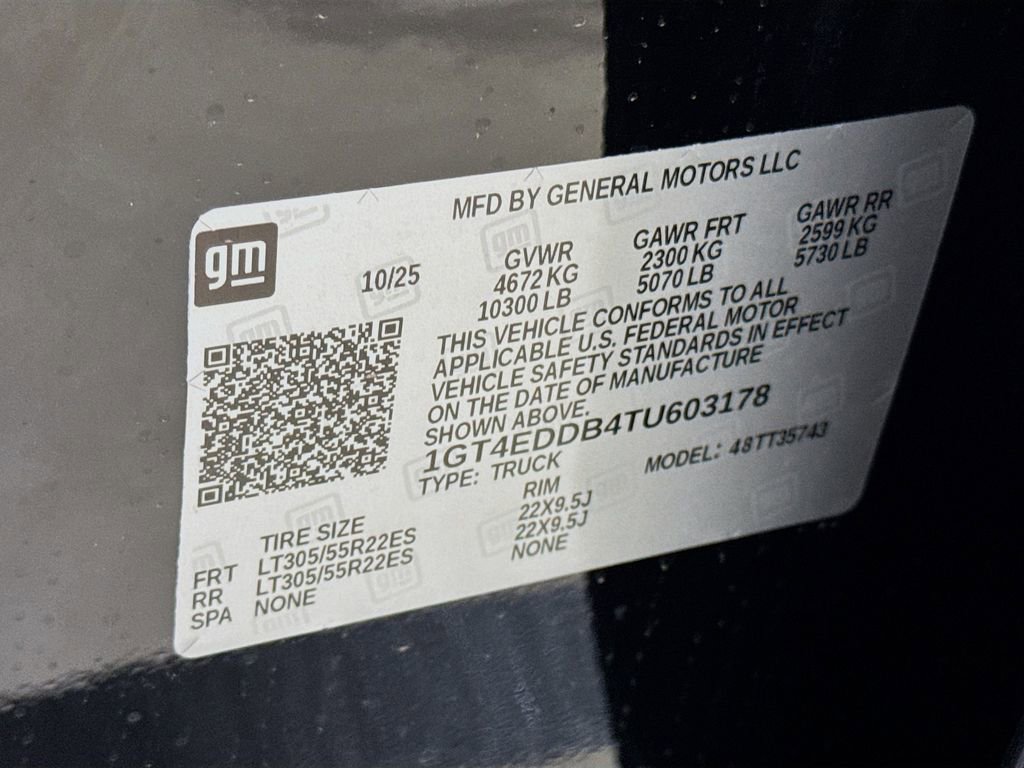 MFD BY GENERAL MOTORS LLC
gm
10/25
GVWR
4672 KG
10300 LB
GAWR FRT
2300 KG
5070 LB
GAWR RR
2599 KG
5730 LB
THIS VEHICLE CONFORMS TO ALL
APPLICABLE U.S. FEDERAL MOTOR
VEHICLE SAFETY STANDARDS IN EFFECT
ON THE DATE OF MANUFACTURE
SHOWN ABOVE.
1GT4EDDB4TU603178
TYPE: TRUCK
MODEL: 48TT35743
TIRE SIZE RIM
FRT LT305/55R22ES 22X9.5J
RR LT305/55R22ES 22X9.5J
SPA NONE NONE